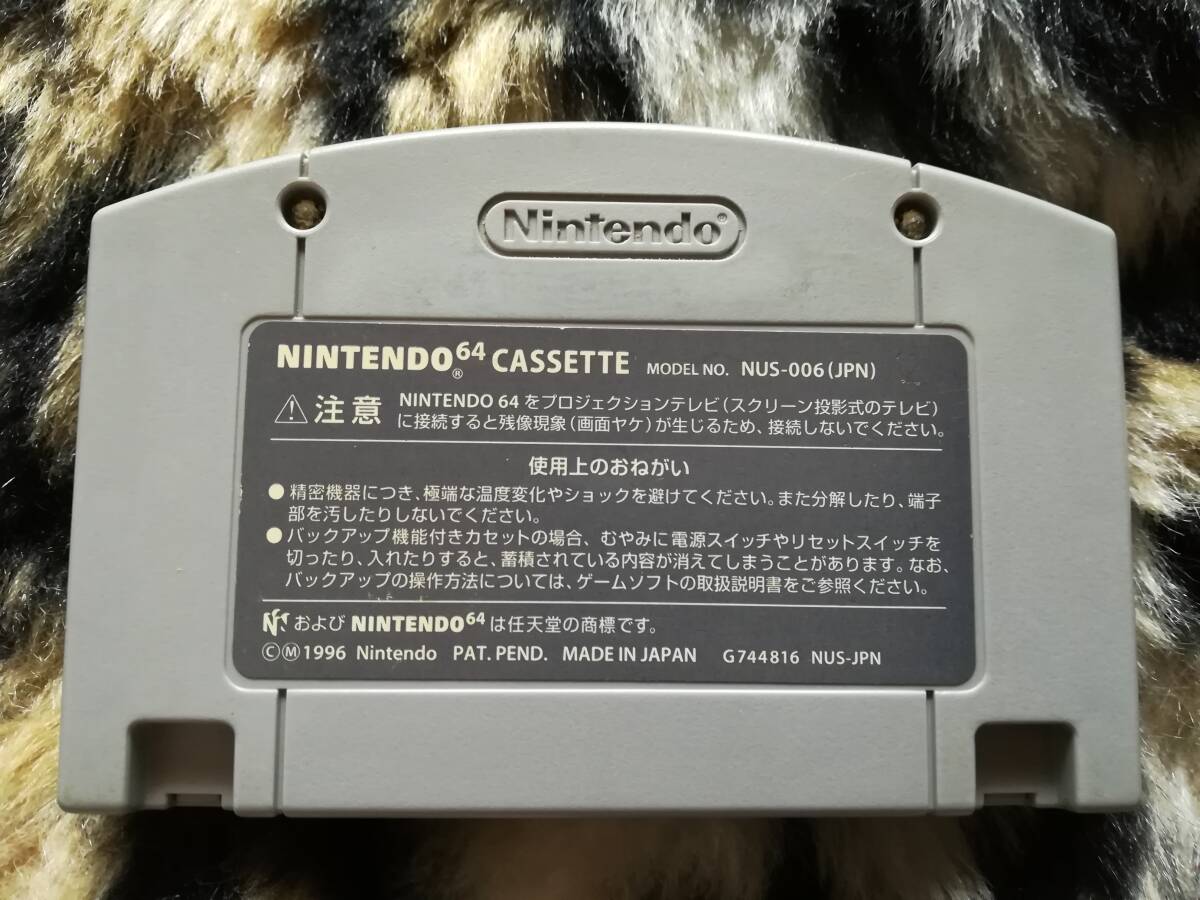 Nintendo®
NINTENDO64® CASSETTE MODEL NO. NUS-006(JPN)
注意 NINTENDO 64をプロジェクションテレビ(スクリーン投影式のテレビ)
に接続すると残像現象(画面ヤケ)が生じるため、接続しないでください。
使用上のおねがい
●精密機器につき、極端な温度変化やショックを避けてください。また分解したり、端子
部を汚したりしないでください。
●バックアップ機能付きカセットの場合、むやみに電源スイッチやリセットスイッチを
切ったり、入れたりすると、蓄積されている内容が消えてしまうことがあります。なお、
バックアップの操作方法については、ゲームソフトの取扱説明書をご参照ください。
および NINTENDO64 は任天堂の商標です。
ⒸⓂ1996 Nintendo PAT. PEND. MADE IN JAPAN G744816 NUS-JPN